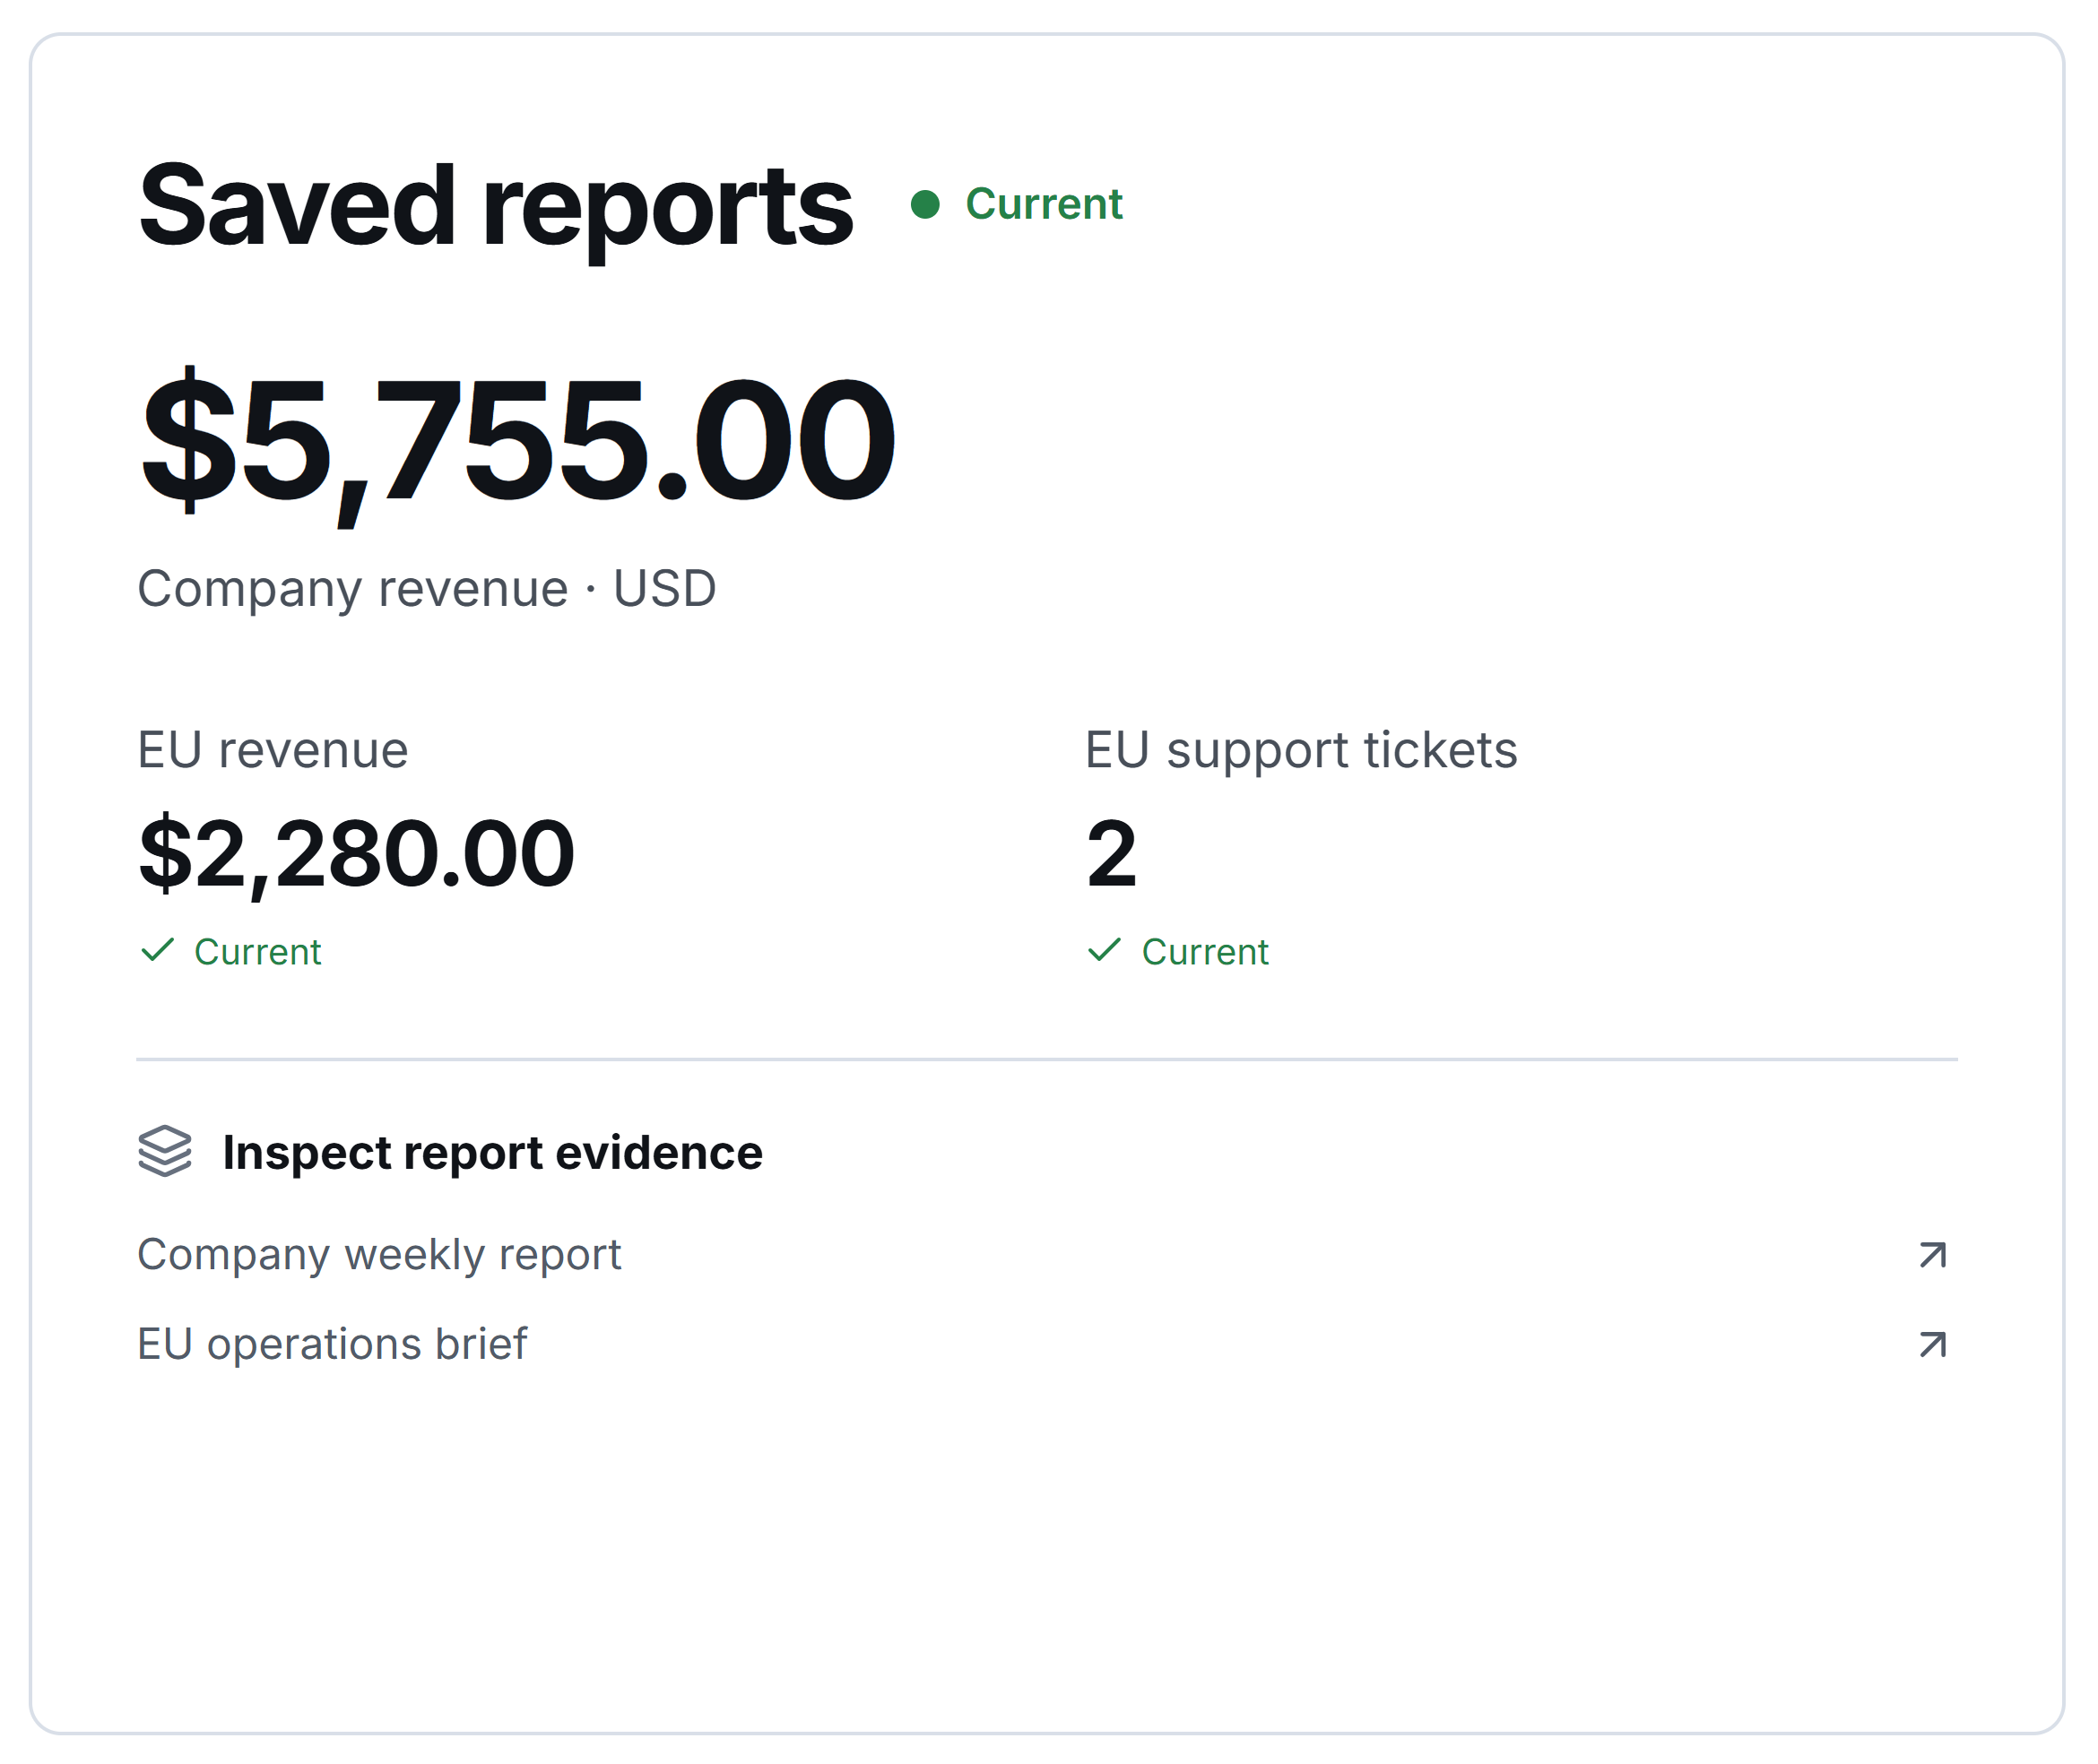 Saved reports
Current
$5,755.00
Company revenue · USD
EU revenue
EU support tickets
$2,280.00
2
Current
Current
Inspect report evidence
Company weekly report
EU operations brief